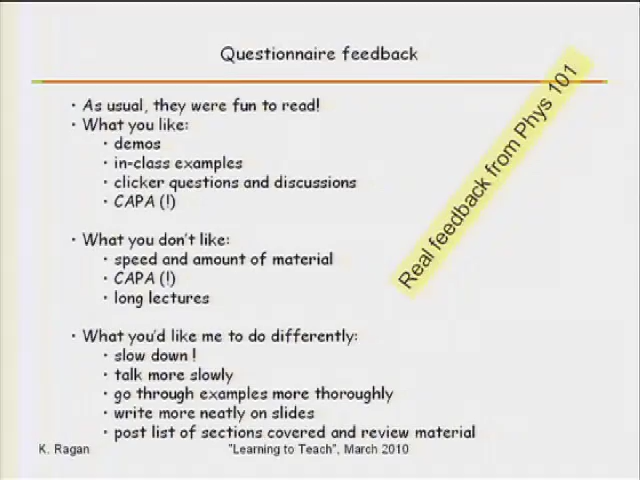 Questionnaire feedback
Real feedback from Phys 101
• As usual, they were fun to read!
• What you like:
• demos
• in-class examples
• clicker questions and discussions
• CAPA (!)
• What you don't like:
• speed and amount of material
• CAPA (!)
• long lectures
• What you'd like me to do differently:
• slow down !
• talk more slowly
• go through examples more thoroughly
• write more neatly on slides
• post list of sections covered and review material
K. Ragan
"Learning to Teach", March 2010